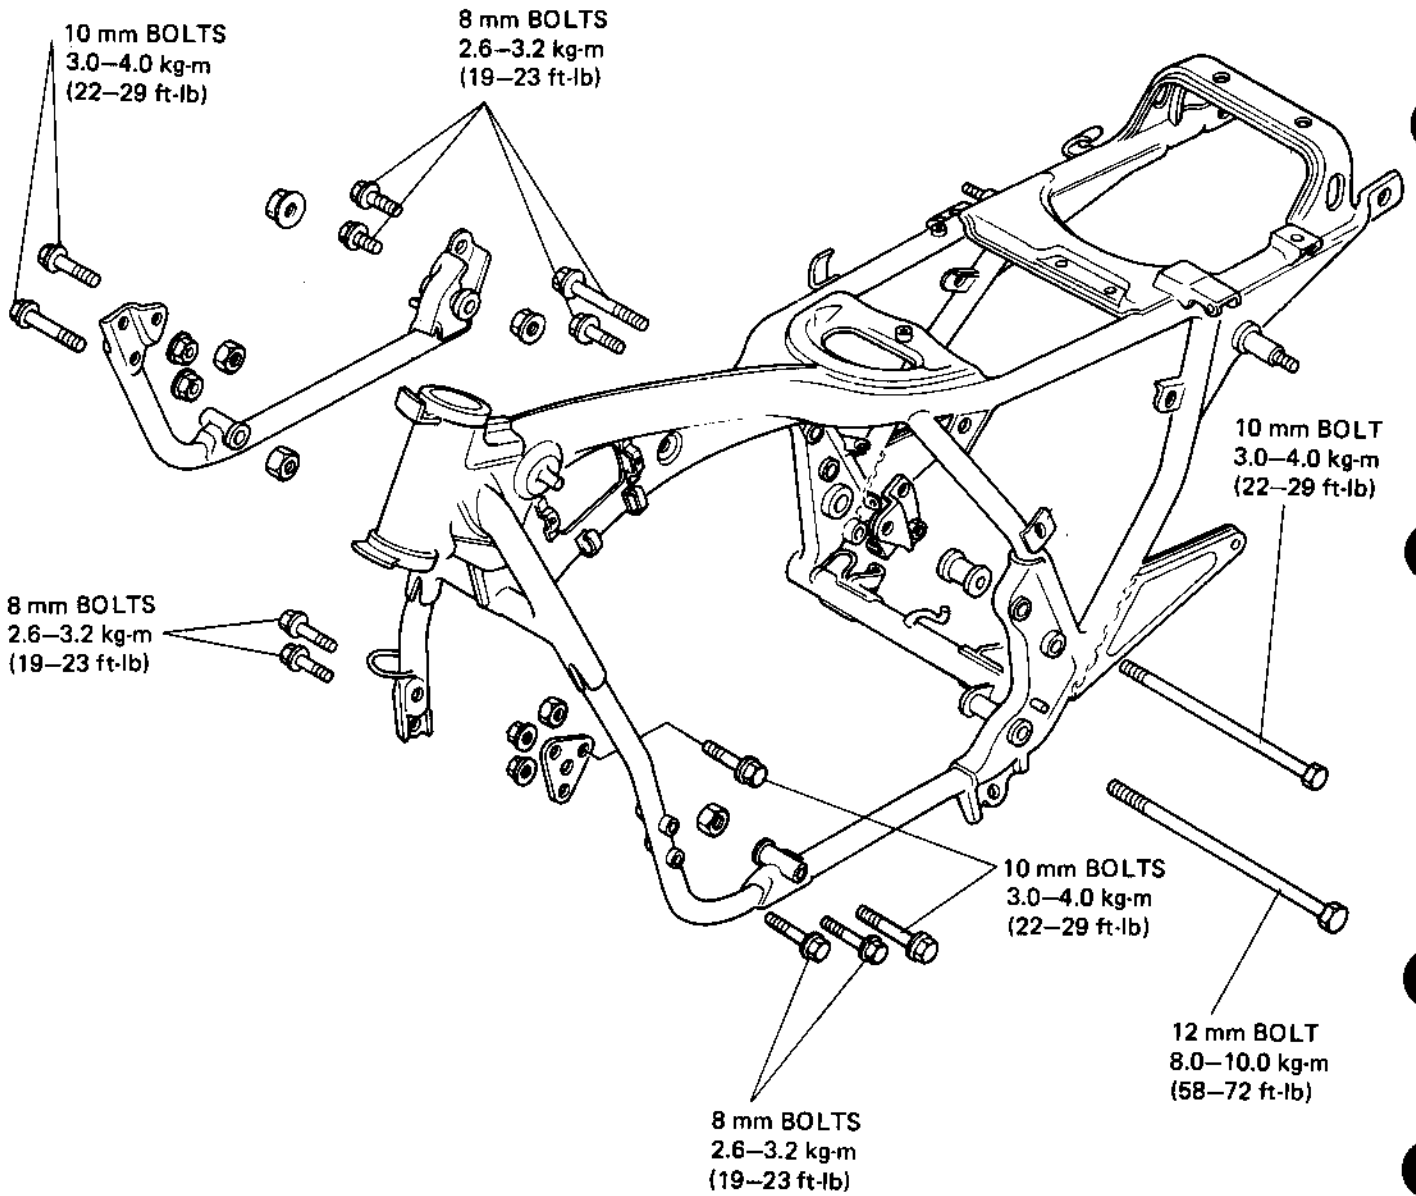 10 mm BOLTS
3.0–4.0 kg-m
(22–29 ft-lb)
8 mm BOLTS
2.6–3.2 kg-m
(19–23 ft-lb)
10 mm BOLT
3.0–4.0 kg-m
(22–29 ft-lb)
8 mm BOLTS
2.6–3.2 kg-m
(19–23 ft-lb)
10 mm BOLTS
3.0–4.0 kg-m
(22–29 ft-lb)
12 mm BOLT
8.0–10.0 kg-m
(58–72 ft-lb)
8 mm BOLTS
2.6–3.2 kg-m
(19–23 ft-lb)